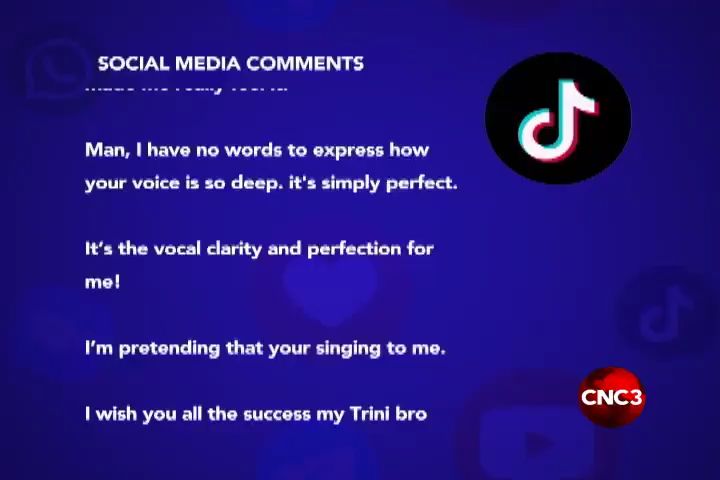 SOCIAL MEDIA COMMENTS
Man, I have no words to express how
your voice is so deep. it's simply perfect.
It's the vocal clarity and perfection for
me!
I'm pretending that your singing to me.
CNC3
I wish you all the success my Trini bro